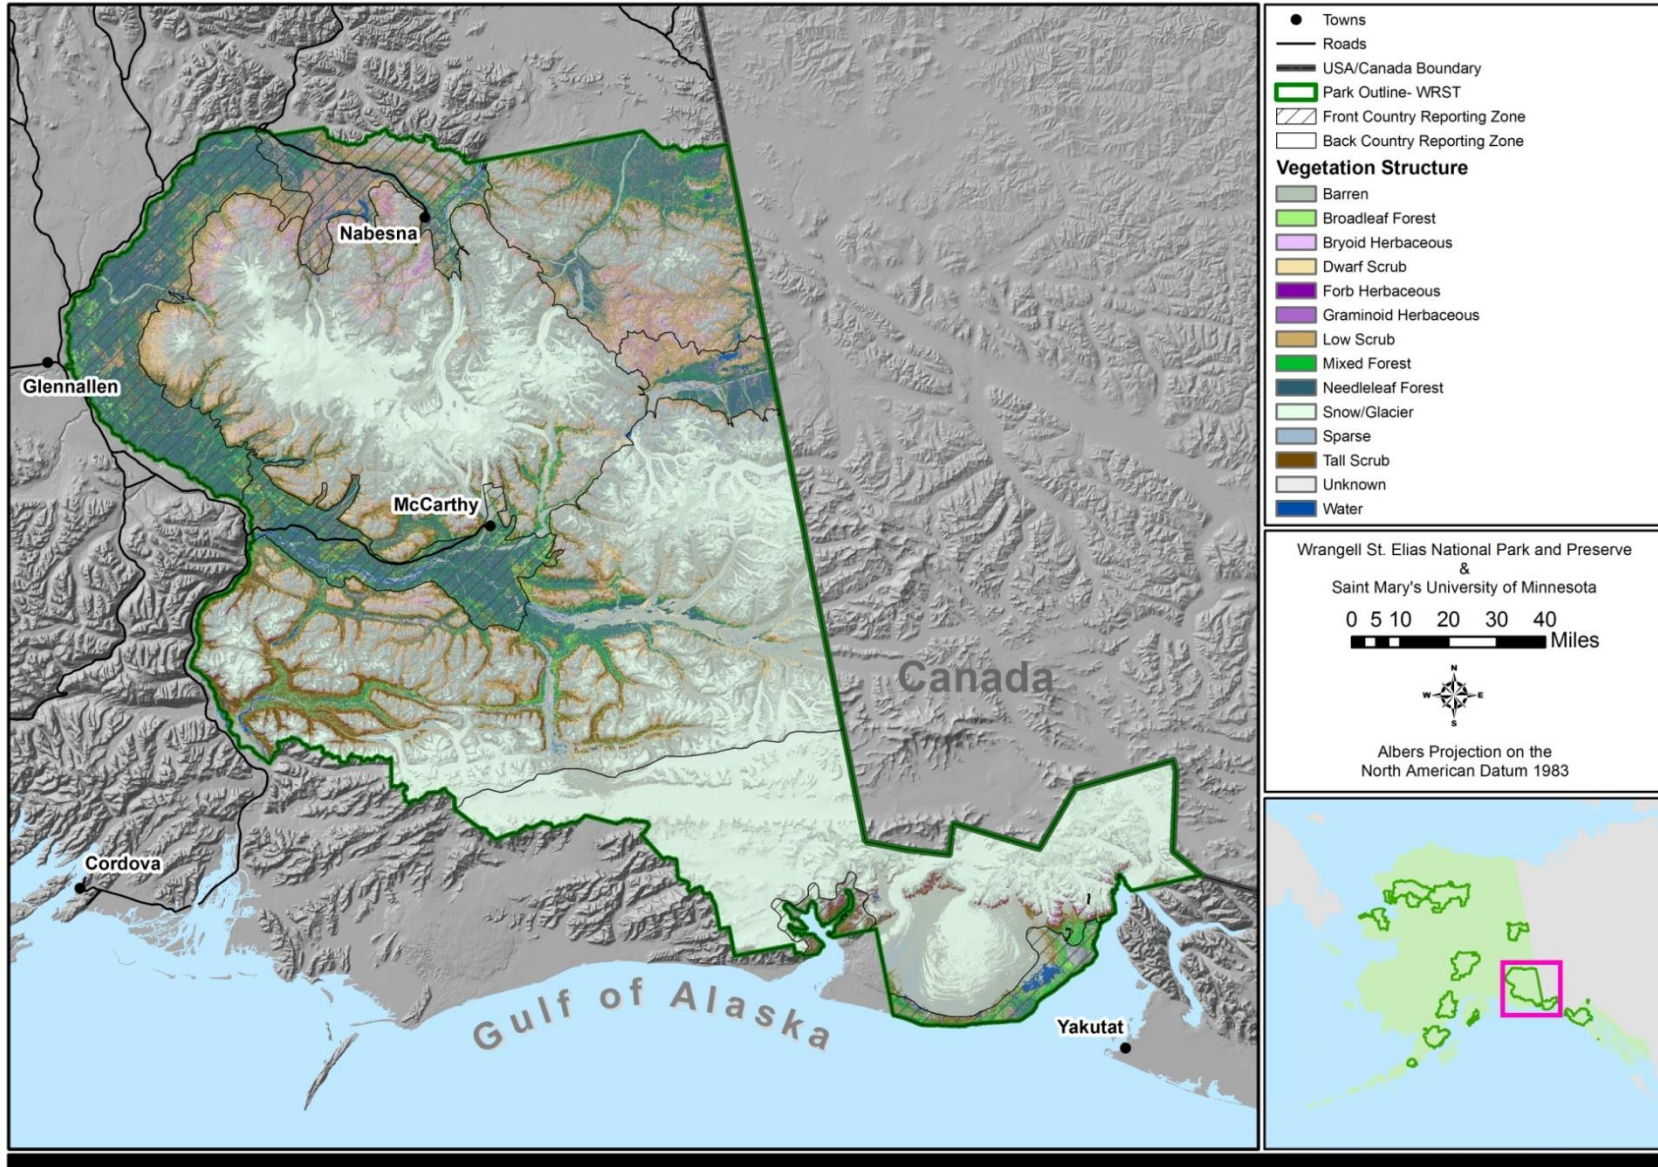 Nabesna
Glennallen
McCarthy
Canada
Cordova
Gulf of Alaska
Yakutat
Towns
Roads
USA/Canada Boundary
Park Outline- WRST
Front Country Reporting Zone
Back Country Reporting Zone
Vegetation Structure
Barren
Broadleaf Forest
Bryoid Herbaceous
Dwarf Scrub
Forb Herbaceous
Graminoid Herbaceous
Low Scrub
Mixed Forest
Needleleaf Forest
Snow/Glacier
Sparse
Tall Scrub
Unknown
Water
Wrangell St. Elias National Park and Preserve
&
Saint Mary's University of Minnesota
0 5 10 20 30 40
Miles
N
W E
S
Albers Projection on the
North American Datum 1983